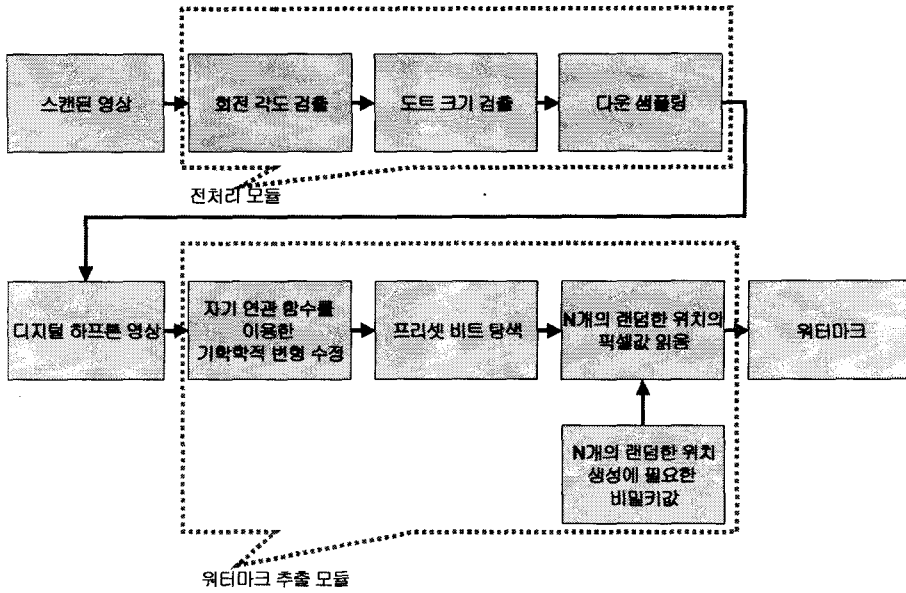 스캔된 영상
회전 각도 검출
도트 크기 검출
다운 샘플링
전처리 모듈
디지털 하프톤 영상
자기 연관 함수를
이용한
기학학적 변형 수정
프리셋 비트 탐색
N개의 랜덤한 위치의
픽셀값 읽음
워터마크
N개의 랜덤한 위치
생성에 필요한
비밀키값
워터마크 추출 모듈